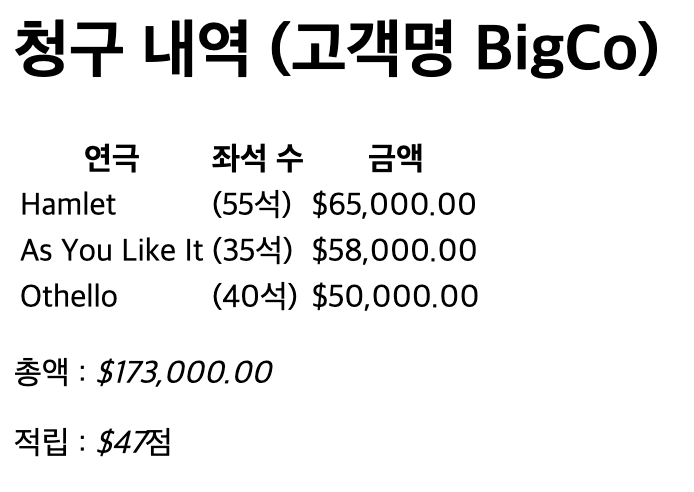 청구 내역 (고객명 BigCo)
연극 좌석 수 금액
Hamlet (55석) $65,000.00
As You Like It (35석) $58,000.00
Othello (40석) $50,000.00
총액 : $173,000.00
적립 : $47점